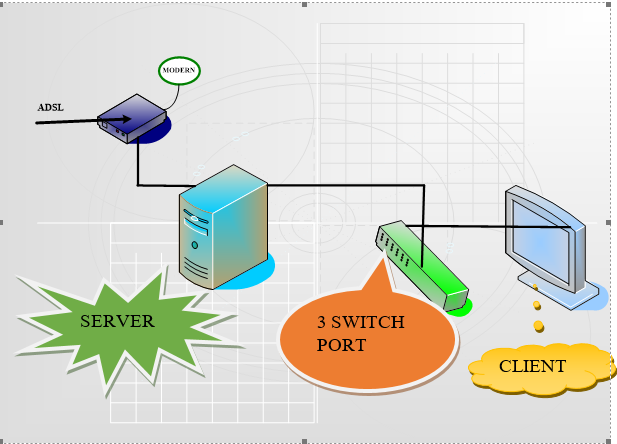 MODERN
ADSL
SERVER
3 SWITCH
PORT
CLIENT